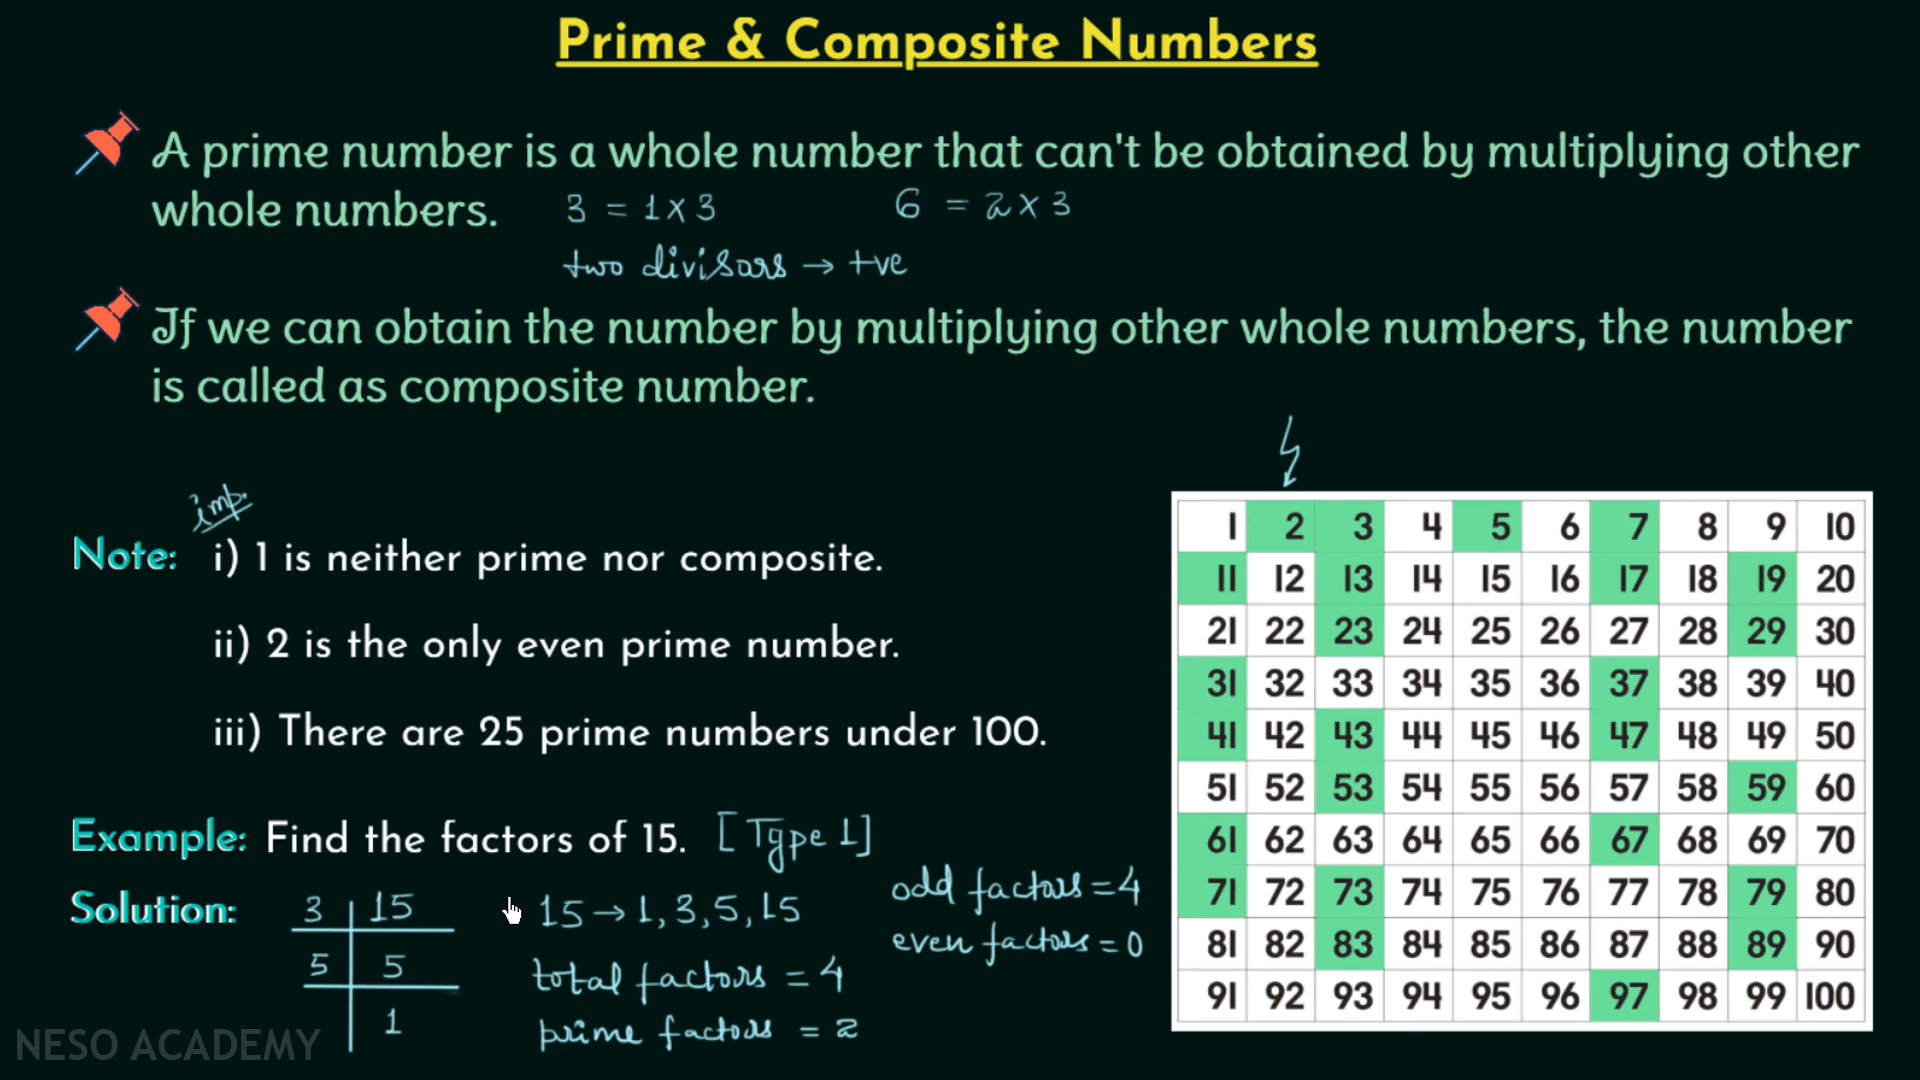 Prime & Composite Numbers
A prime number is a whole number that can't be obtained by multiplying other
whole numbers. 3 = 1 x 3 6 = 2 x 3
two divisors → +ve
If we can obtain the number by multiplying other whole numbers, the number
is called as composite number.
imp.
Note: i) 1 is neither prime nor composite.
ii) 2 is the only even prime number.
iii) There are 25 prime numbers under 100.
Example: Find the factors of 15. [Type 1]
Solution: 3 | 15
5 | 5
1
15 → 1, 3, 5, 15
total factors = 4
prime factors = 2
odd factors = 4
even factors = 0
1 2 3 4 5 6 7 8 9 10
11 12 13 14 15 16 17 18 19 20
21 22 23 24 25 26 27 28 29 30
31 32 33 34 35 36 37 38 39 40
41 42 43 44 45 46 47 48 49 50
51 52 53 54 55 56 57 58 59 60
61 62 63 64 65 66 67 68 69 70
71 72 73 74 75 76 77 78 79 80
81 82 83 84 85 86 87 88 89 90
91 92 93 94 95 96 97 98 99 100
NESO ACADEMY